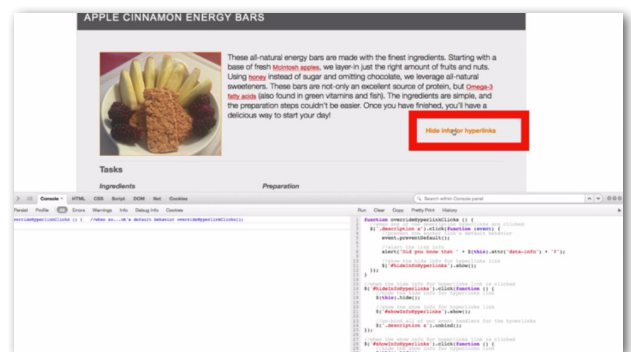 APPLE CINNAMON ENERGY BARS
These all-natural energy bars are made with the finest ingredients. Starting with a
base of fresh McIntosh apples, we layer-in just the right amount of fruits and nuts.
Using honey instead of sugar and omitting chocolate, we leverage all-natural
sweeteners. These bars are not-only an excellent source of protein, but Omega-3
fatty acids (also found in green vitamins and fish). The ingredients are simple, and
the preparation steps couldn't be easier. Once you have finished, you'll have a
delicious way to start your day!
Hide info for hyperlinks
Tasks
Ingredients Preparation
Console HTML CSS Script DOM Net Cookies
Search within Console panel
Persist Profile All Errors Warnings Info Debug Info Cookies
Run Clear Copy Pretty Print History
function overrideHyperlinkClicks () {
$('.description a').click(function (event) {
event.preventDefault();
alert('Did you know that ' + $(this).attr('data-info') + '?');
$('#hideInfoHyperlinks').show();
});
}
$('#hideInfoHyperlinks').click(function () {
$(this).hide();
$('#showInfoHyperlinks').show();
$('.description a').unbind();
});
$('#showInfoHyperlinks').click(function () {